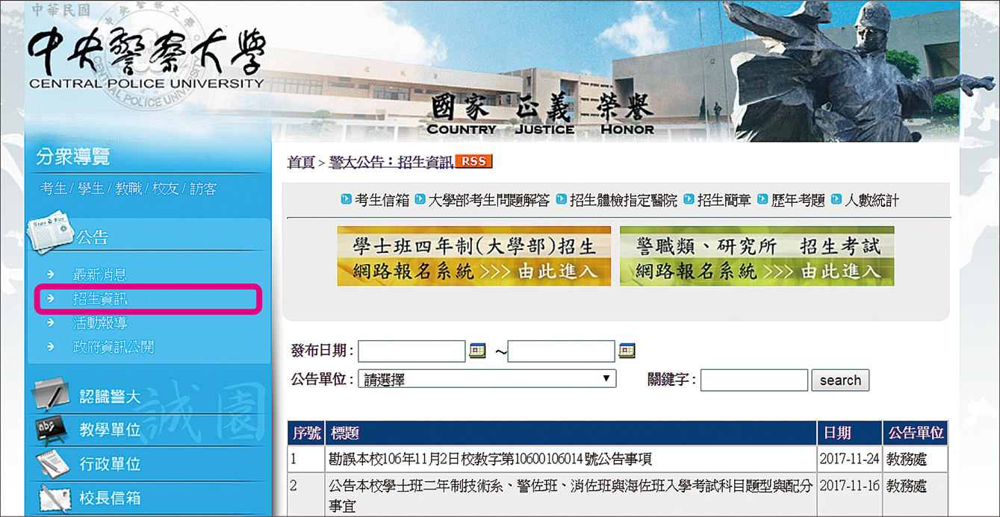 中華民國
中央警察大學
CENTRAL POLICE UNIVERSITY
國家 正義 榮譽
COUNTRY JUSTICE HONOR
分眾導覽
考生 / 學生 / 教職 / 校友 / 訪客
公告
最新消息
招生資訊
活動報導
政府資訊公開
認識警大
誠園
教學單位
行政單位
校長信箱
首頁 > 警大公告：招生資訊 RSS
考生信箱 大學部考生問題解答 招生體檢指定醫院 招生簡章 歷年考題 人數統計
學士班四年制(大學部)招生
網路報名系統 >>> 由此進入
警職類、研究所 招生考試
網路報名系統 >>> 由此進入
發布日期 : ～
公告單位 : 請選擇 關鍵字 : search
序號 標題 日期 公告單位
1 勘誤本校106年11月2日校教字第10600106014號公告事項 2017-11-24 教務處
2 公告本校學士班二年制技術系、警佐班、消佐班與海佐班入學考試科目題型與配分 2017-11-16 教務處
事宜